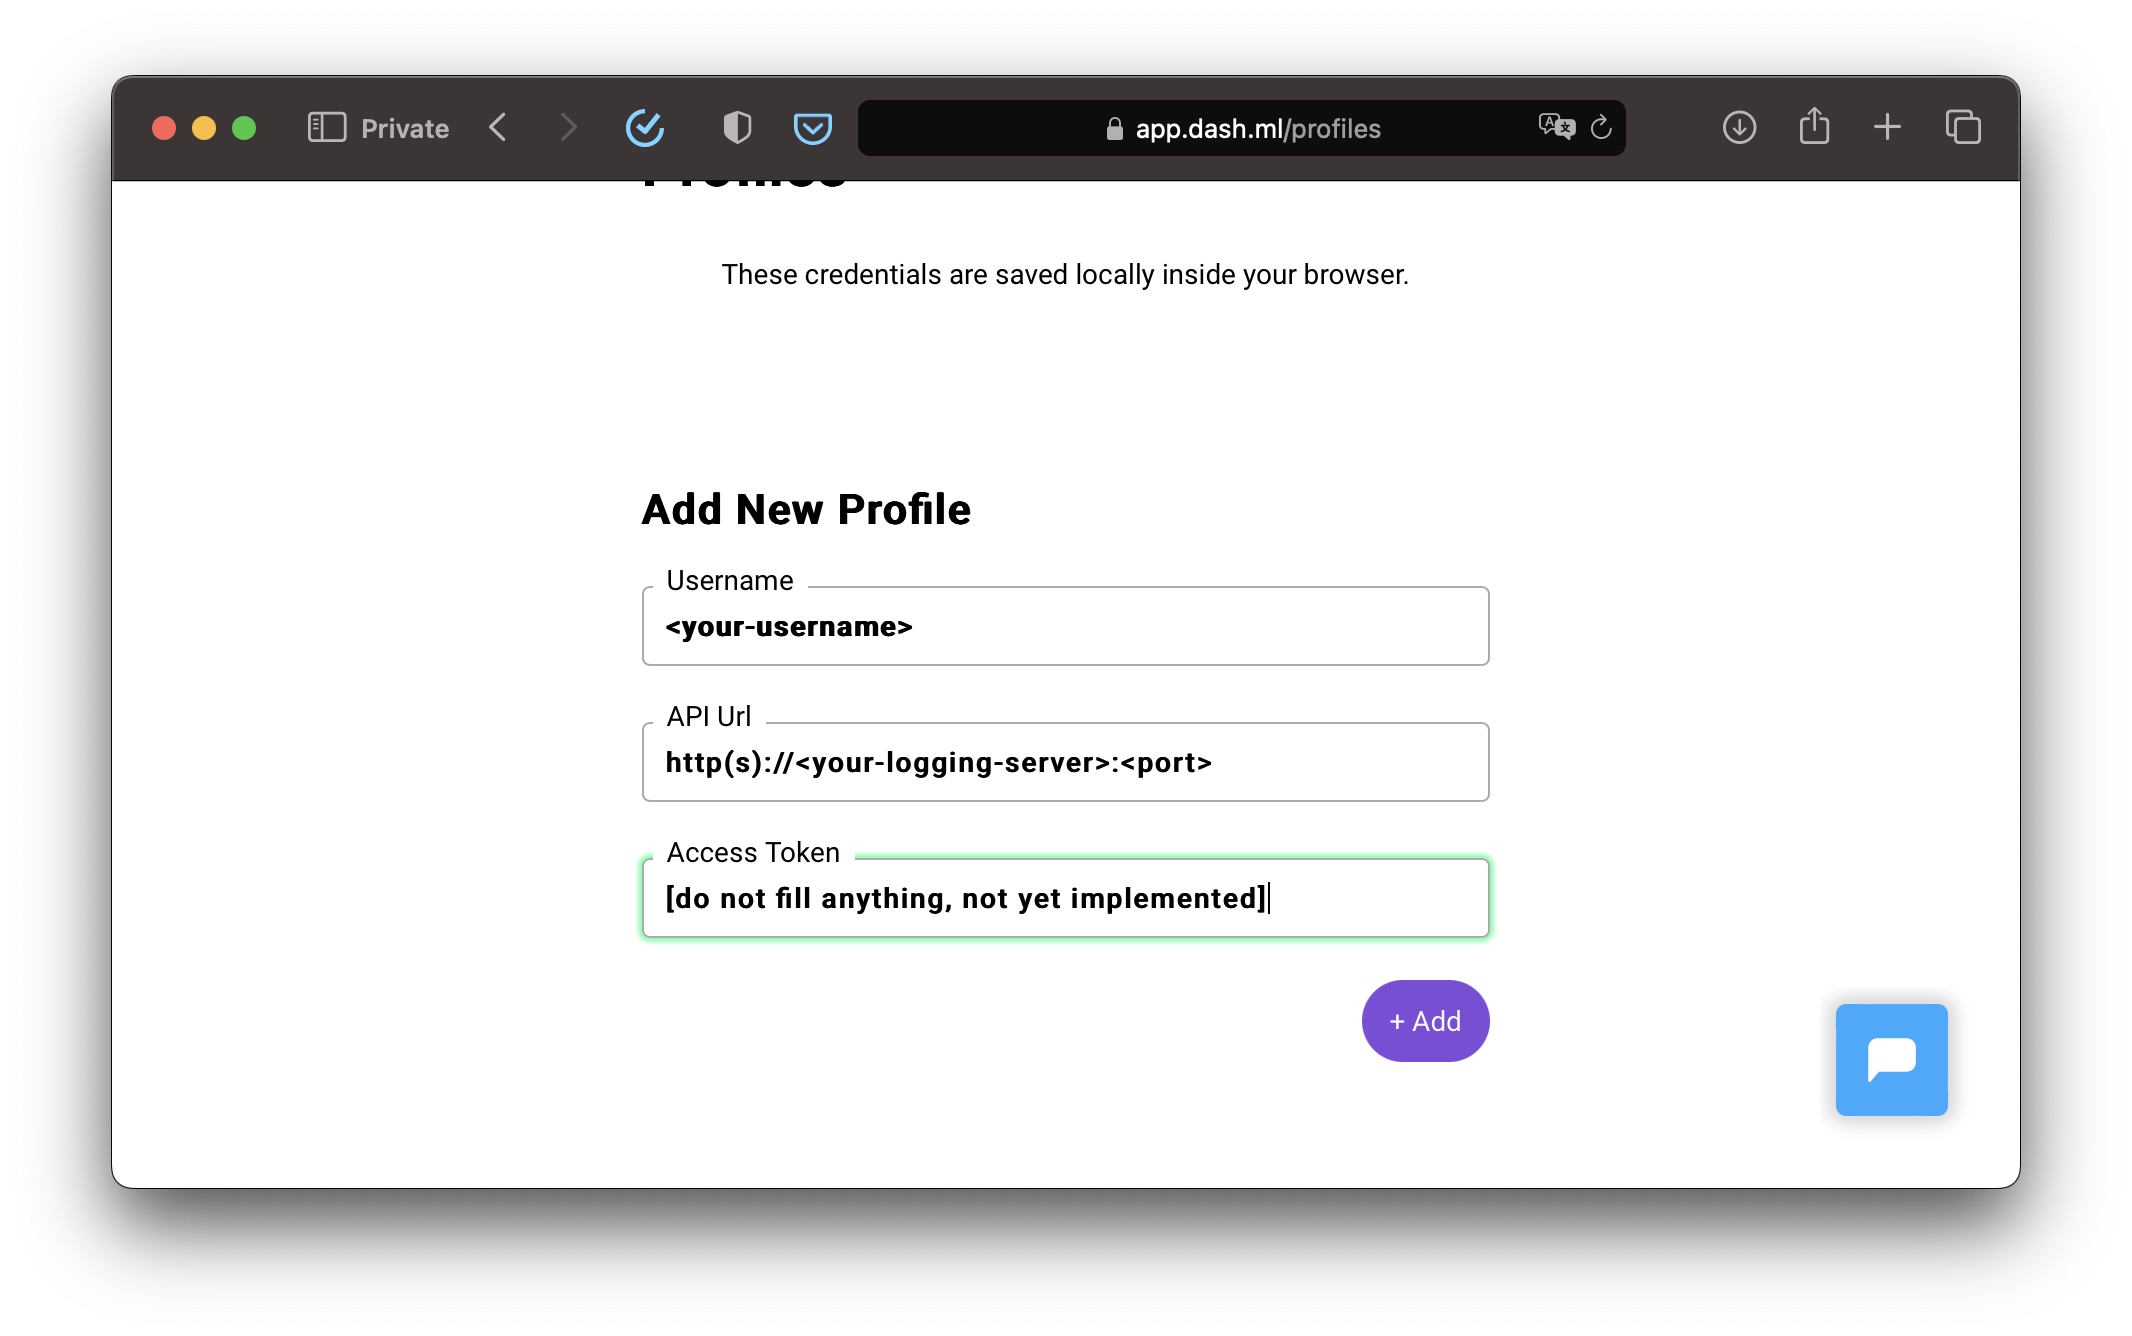 Private
app.dash.ml/profiles
Profiles
These credentials are saved locally inside your browser.
Add New Profile
Username
<your-username>
API Url
http(s)://<your-logging-server>:<port>
Access Token
[do not fill anything, not yet implemented]
+ Add